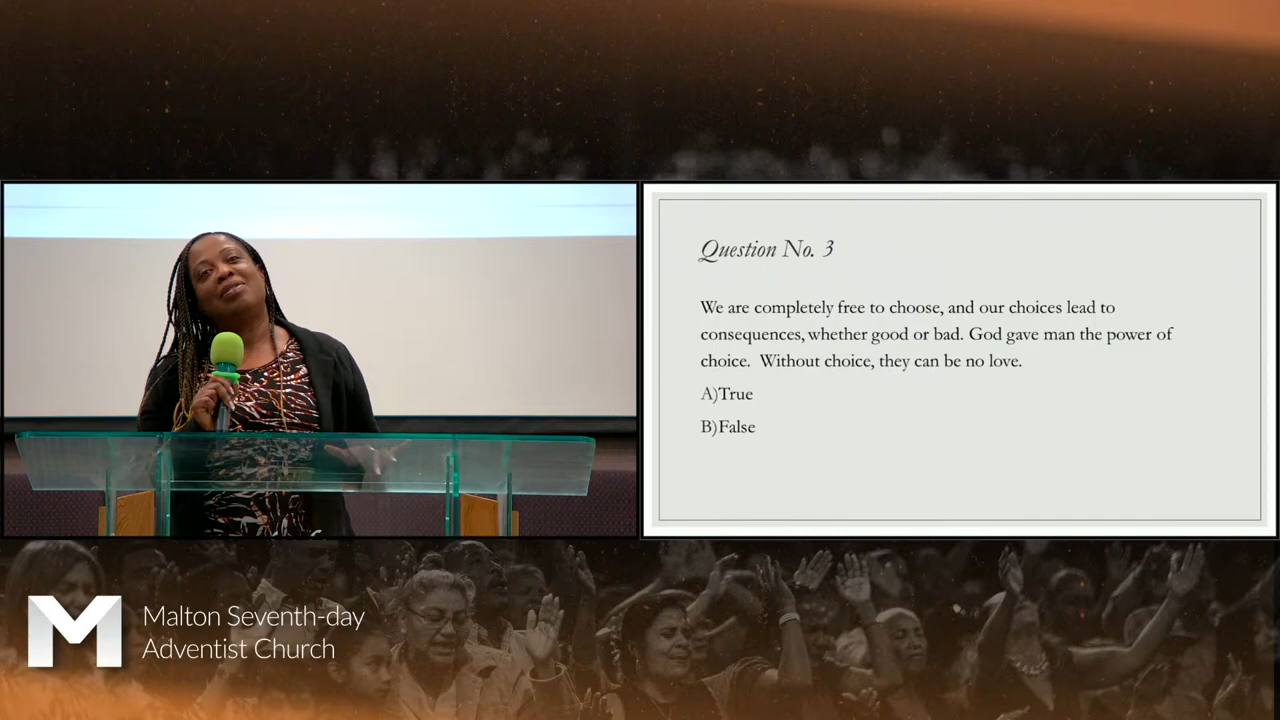 Question No. 3
We are completely free to choose, and our choices lead to
consequences, whether good or bad. God gave man the power of
choice.  Without choice, they can be no love.
A)True
B)False
Malton Seventh-day
Adventist Church